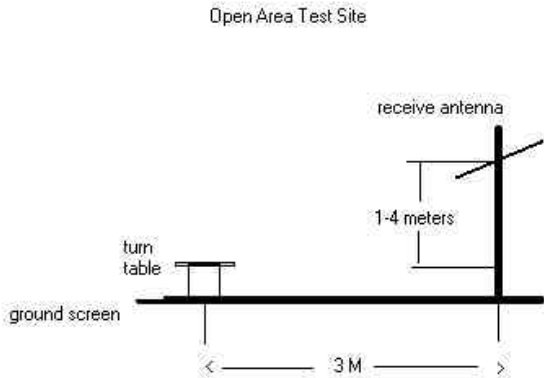 Open Area Test Site
receive antenna
1-4 meters
turn
table
ground screen
3 M